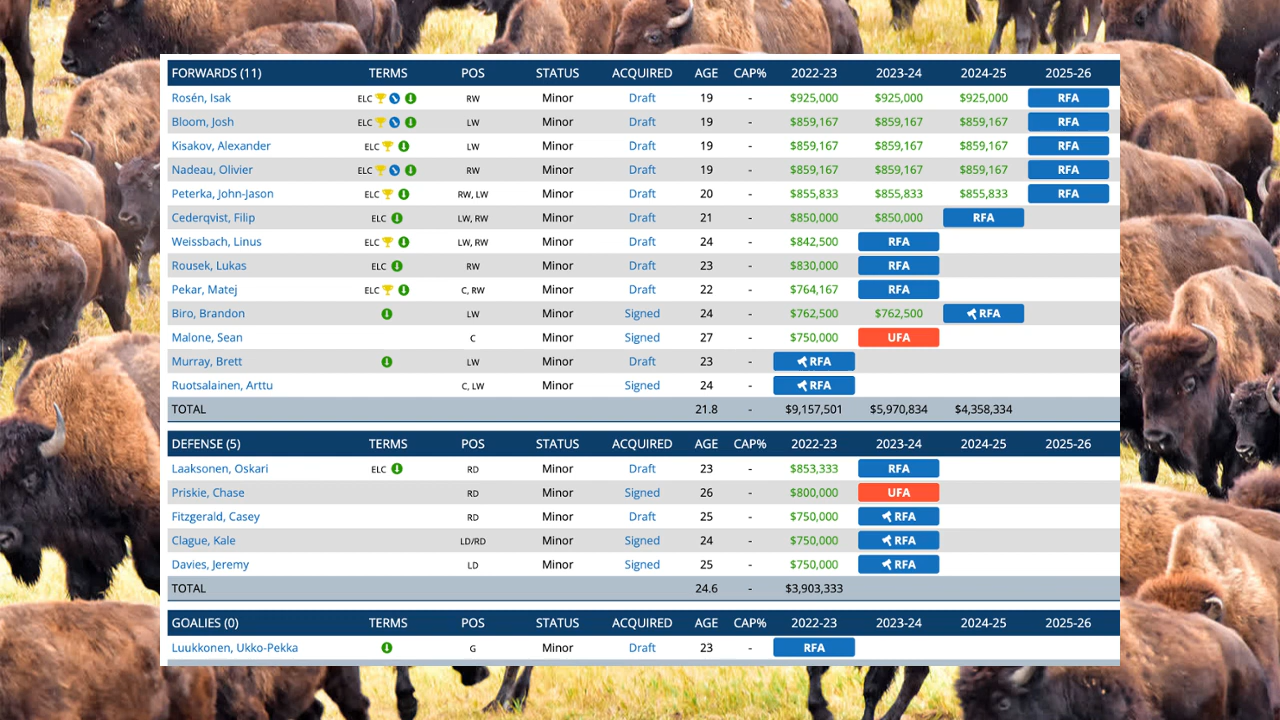 FORWARDS (11) TERMS POS STATUS ACQUIRED AGE CAP% 2022-23 2023-24 2024-25 2025-26
Rosén, Isak ELC RW Minor Draft 19 - $925,000 $925,000 $925,000 RFA
Bloom, Josh ELC LW Minor Draft 19 - $859,167 $859,167 $859,167 RFA
Kisakov, Alexander ELC LW Minor Draft 19 - $859,167 $859,167 $859,167 RFA
Nadeau, Olivier ELC RW Minor Draft 19 - $859,167 $859,167 $859,167 RFA
Peterka, John-Jason ELC RW, LW Minor Draft 20 - $855,833 $855,833 $855,833 RFA
Cederqvist, Filip ELC LW, RW Minor Draft 21 - $850,000 $850,000 RFA
Weissbach, Linus ELC LW, RW Minor Draft 24 - $842,500 RFA
Rousek, Lukas ELC RW Minor Draft 23 - $830,000 RFA
Pekar, Matej ELC C, RW Minor Draft 22 - $764,167 RFA
Biro, Brandon LW Minor Signed 24 - $762,500 $762,500 RFA
Malone, Sean C Minor Signed 27 - $750,000 UFA
Murray, Brett LW Minor Draft 23 - RFA
Ruotsalainen, Arttu C, LW Minor Signed 24 - RFA
TOTAL 21.8 - $9,157,501 $5,970,834 $4,358,334
DEFENSE (5) TERMS POS STATUS ACQUIRED AGE CAP% 2022-23 2023-24 2024-25 2025-26
Laaksonen, Oskari ELC RD Minor Draft 23 - $853,333 RFA
Priskie, Chase RD Minor Signed 26 - $800,000 UFA
Fitzgerald, Casey RD Minor Draft 25 - $750,000 RFA
Clague, Kale LD/RD Minor Signed 24 - $750,000 RFA
Davies, Jeremy LD Minor Signed 25 - $750,000 RFA
TOTAL 24.6 - $3,903,333
GOALIES (0) TERMS POS STATUS ACQUIRED AGE CAP% 2022-23 2023-24 2024-25 2025-26
Luukkonen, Ukko-Pekka G Minor Draft 23 - RFA